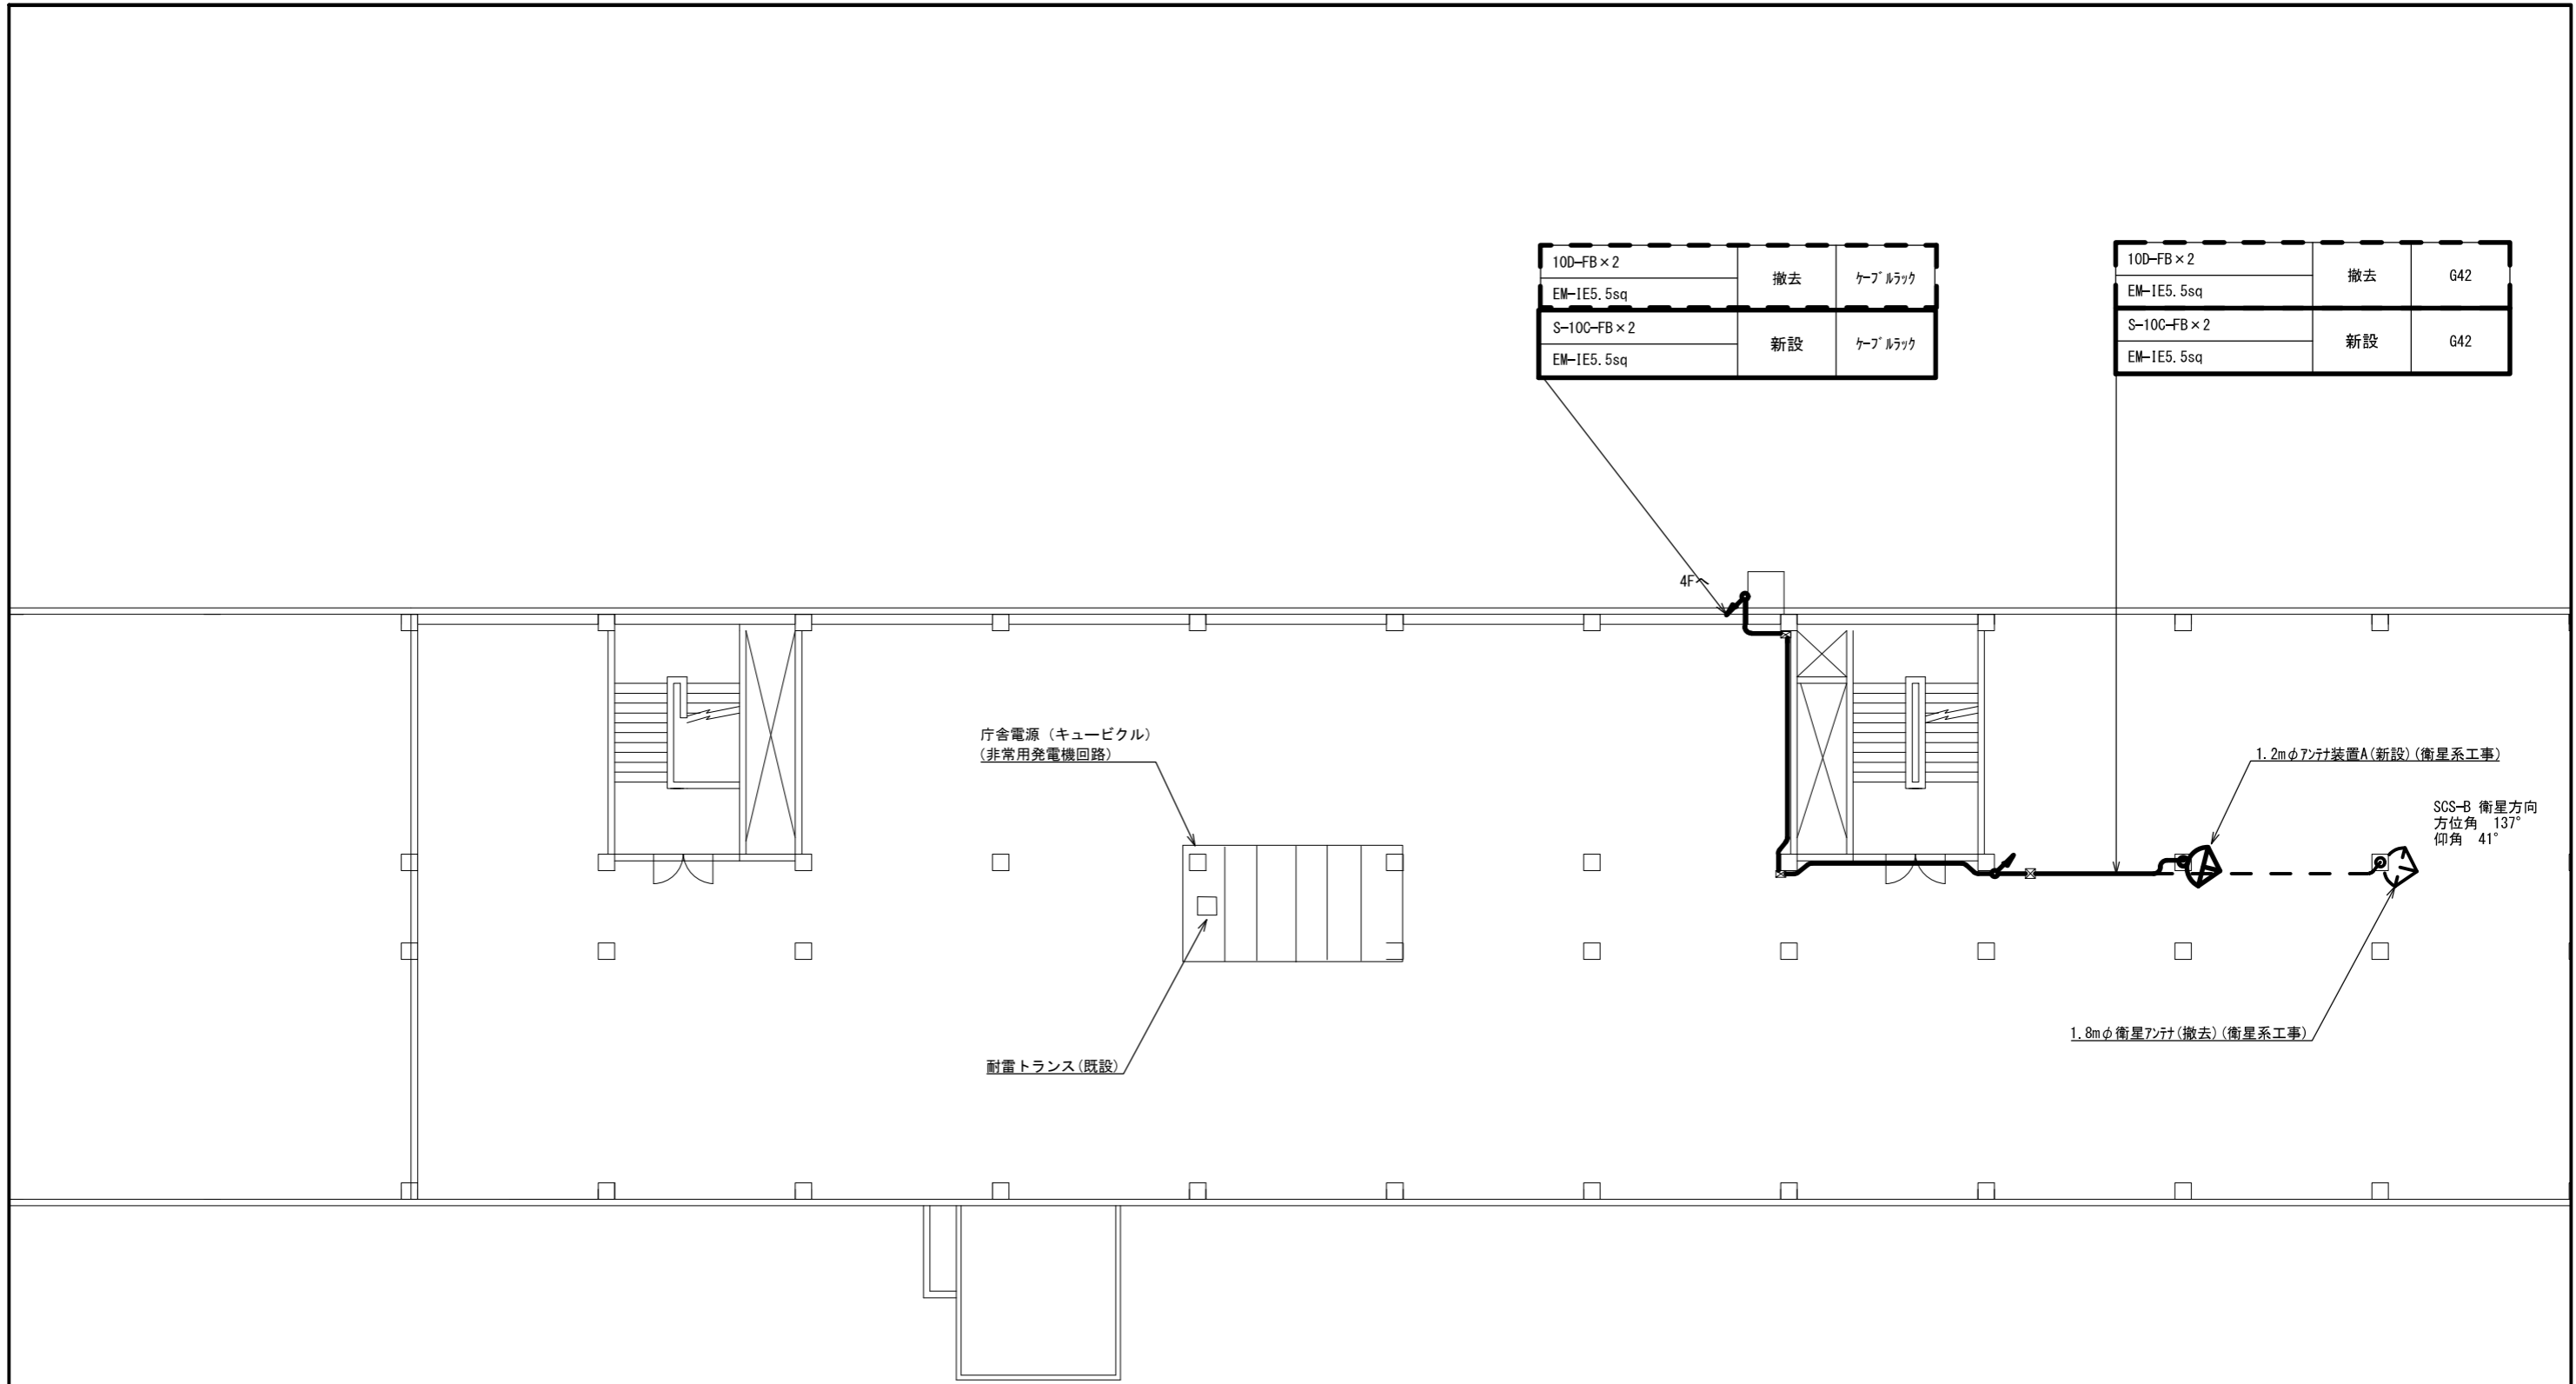 10D-FB×2
撤去
ｹｰﾌﾞﾙﾗｯｸ
EM-IE5.5sq
S-10C-FB×2
新設
ｹｰﾌﾞﾙﾗｯｸ
EM-IE5.5sq
10D-FB×2
撤去
G42
EM-IE5.5sq
S-10C-FB×2
新設
G42
EM-IE5.5sq
4Fへ
庁舎電源（キュービクル）
(非常用発電機回路)
1.2mφｱﾝﾃﾅ装置A(新設)(衛星系工事)
SCS-B 衛星方向
方位角　137°
仰角　41°
1.8mφ衛星ｱﾝﾃﾅ(撤去)(衛星系工事)
耐雷トランス(既設)